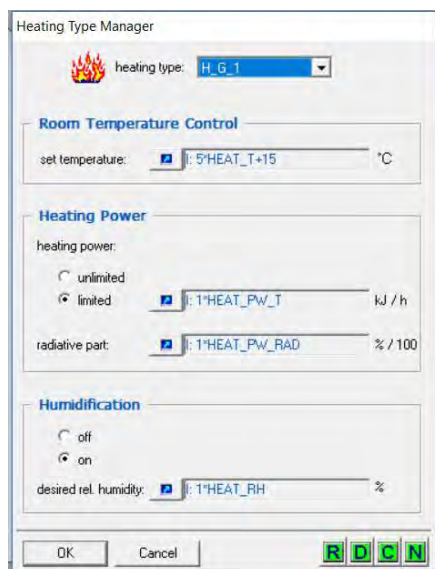 Heating Type Manager
heating type: H_G_1
Room Temperature Control
set temperature: I: 5*HEAT_T+15 °C
Heating Power
heating power:
unlimited
limited I: 1*HEAT_PW_T kJ / h
radiative part: I: 1*HEAT_PW_RAD % / 100
Humidification
off
on
desired rel. humidity: I: 1*HEAT_RH %
OK Cancel R D C N